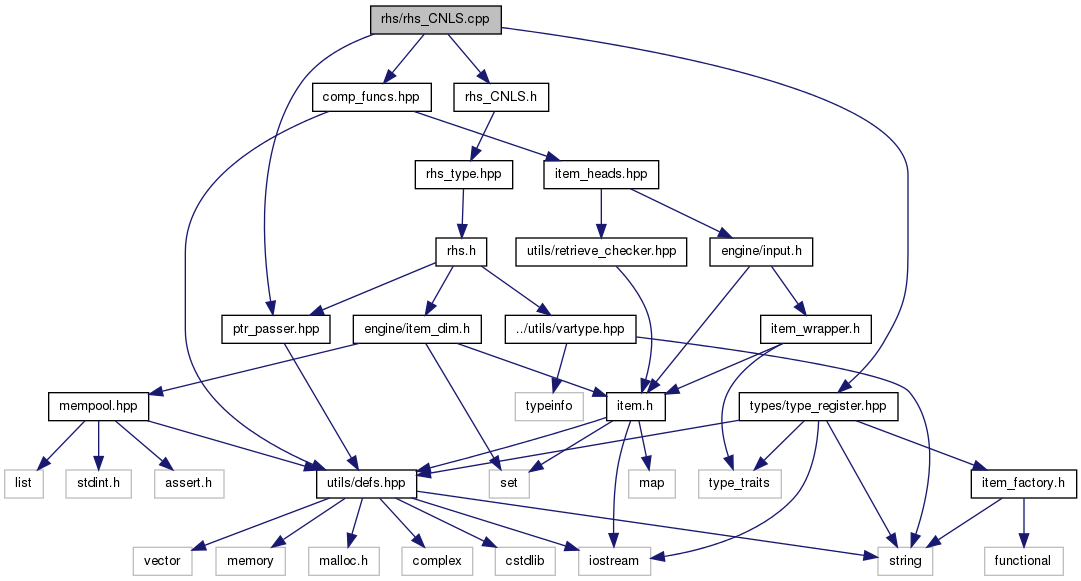 rhs/rhs_CNLS.cpp
comp_funcs.hpp
rhs_CNLS.h
rhs_type.hpp
item_heads.hpp
rhs.h
utils/retrieve_checker.hpp
engine/input.h
ptr_passer.hpp
engine/item_dim.h
../utils/vartype.hpp
item_wrapper.h
mempool.hpp
typeinfo
item.h
types/type_register.hpp
list
stdint.h
assert.h
utils/defs.hpp
set
map
type_traits
item_factory.h
vector
memory
malloc.h
complex
cstdlib
iostream
string
functional